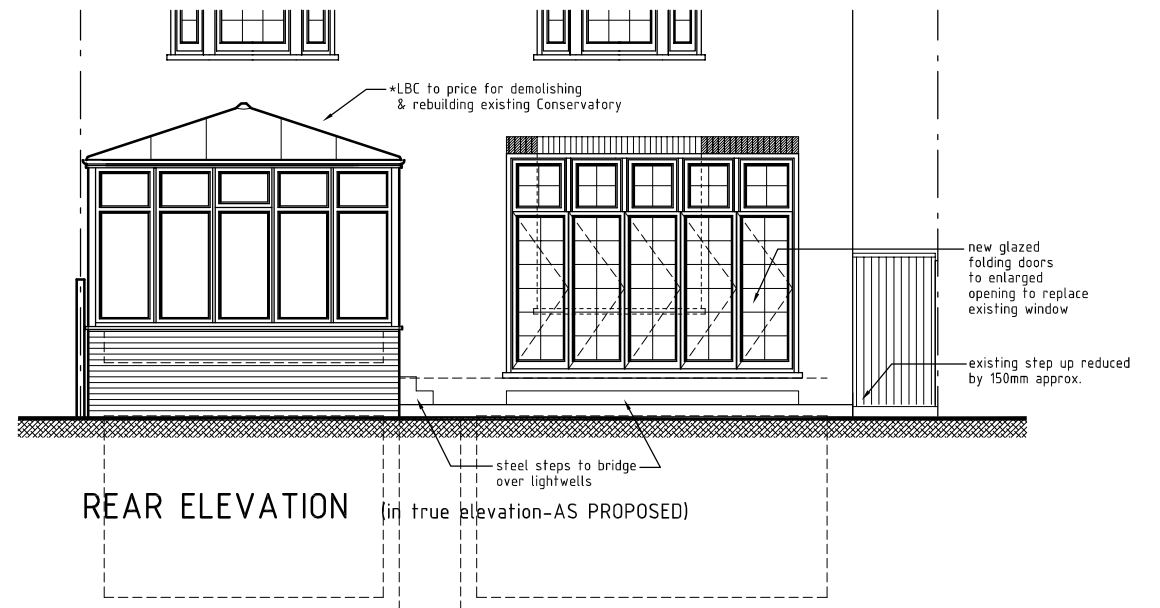 *LBC to price for demolishing
& rebuilding existing Conservatory
new glazed
folding doors
to enlarged
opening to replace
existing window
existing step up reduced
by 150mm approx.
steel steps to bridge
over lightwells
REAR ELEVATION (in true elevation-AS PROPOSED)